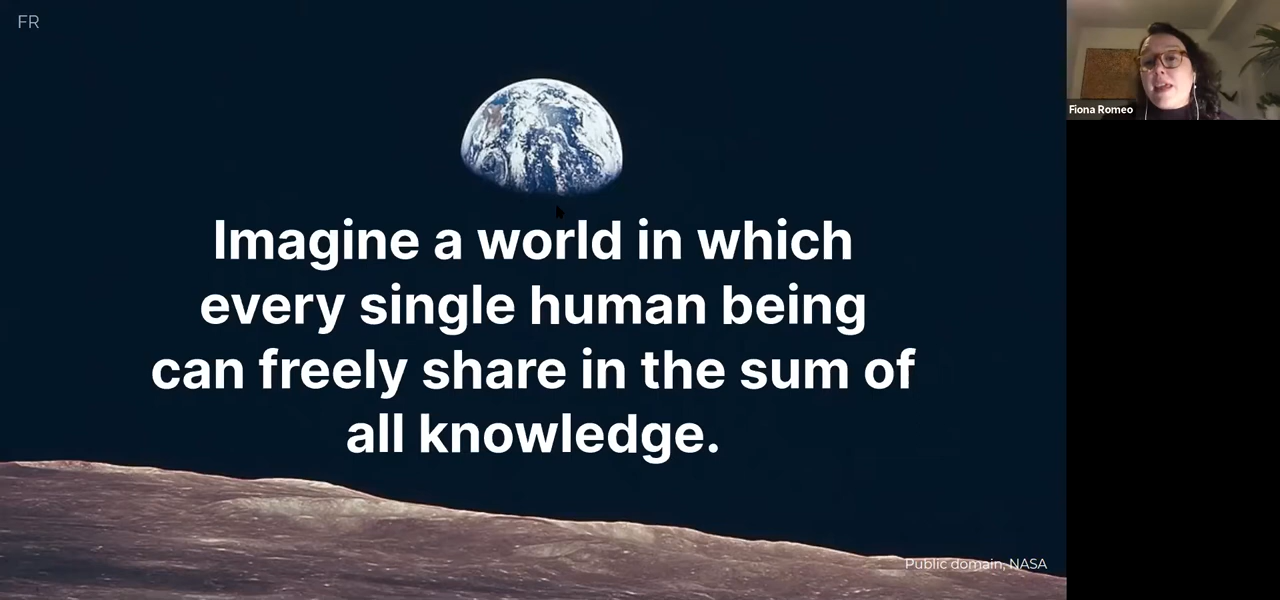 FR
Imagine a world in which
every single human being
can freely share in the sum of
all knowledge.
Public domain, NASA
Fiona Romeo